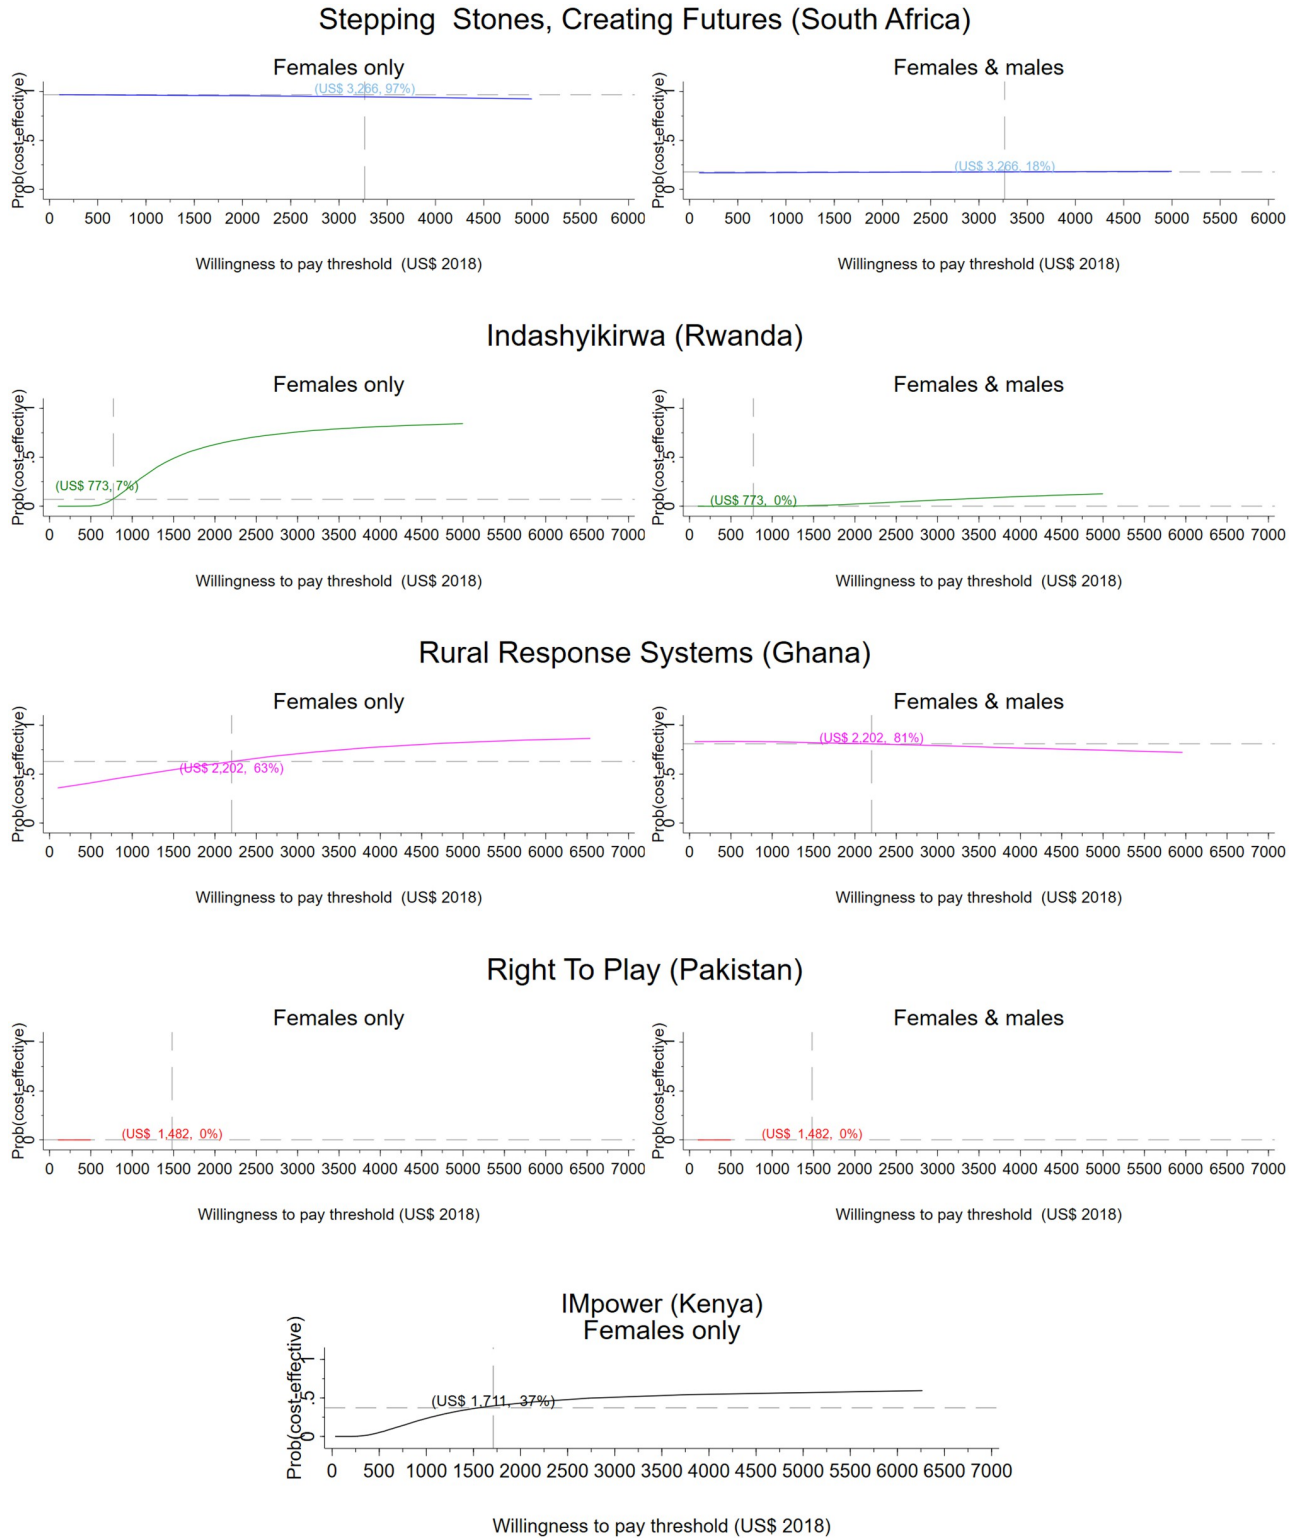 Stepping  Stones, Creating Futures (South Africa)
Females only
Females & males
Prob(cost-effective)
0 .5 1
(US$ 3,266, 97%)
0 500 1000 1500 2000 2500 3000 3500 4000 4500 5000 5500 6000
Willingness to pay threshold  (US$ 2018)
Prob(cost-effective)
0 .5 1
(US$ 3,266, 18%)
0 500 1000 1500 2000 2500 3000 3500 4000 4500 5000 5500 6000
Willingness to pay threshold (US$ 2018)
Indashyikirwa (Rwanda)
Females only
Females & males
Prob(cost-effective)
0 .5 1
(US$ 773, 7%)
0 500 1000 1500 2000 2500 3000 3500 4000 4500 5000 5500 6000 6500 7000
Willingness to pay threshold  (US$ 2018)
Prob(cost-effective)
0 .5 1
(US$ 773,  0%)
0 500 1000 1500 2000 2500 3000 3500 4000 4500 5000 5500 6000 6500 7000
Willingness to pay threshold  (US$ 2018)
Rural Response Systems (Ghana)
Females only
Females & males
Prob(cost-effective)
0 .5 1
(US$ 2,202,  63%)
0 500 1000 1500 2000 2500 3000 3500 4000 4500 5000 5500 6000 6500 7000
Willingness to pay threshold  (US$ 2018)
Prob(cost-effective)
0 .5 1
(US$ 2,202,  81%)
0 500 1000 1500 2000 2500 3000 3500 4000 4500 5000 5500 6000 6500 7000
Willingness to pay threshold  (US$ 2018)
Right To Play (Pakistan)
Females only
Females & males
Prob(cost-effective)
0 .5 1
(US$  1,482,  0%)
0 500 1000 1500 2000 2500 3000 3500 4000 4500 5000 5500 6000 6500 7000
Willingness to pay threshold (US$ 2018)
Prob(cost-effective)
0 .5 1
(US$  1,482,  0%)
0 500 1000 1500 2000 2500 3000 3500 4000 4500 5000 5500 6000 6500 7000
Willingness to pay threshold  (US$ 2018)
IMpower (Kenya)
Females only
Prob(cost-effective)
0 .5 1
(US$ 1,711,  37%)
0 500 1000 1500 2000 2500 3000 3500 4000 4500 5000 5500 6000 6500 7000
Willingness to pay threshold (US$ 2018)